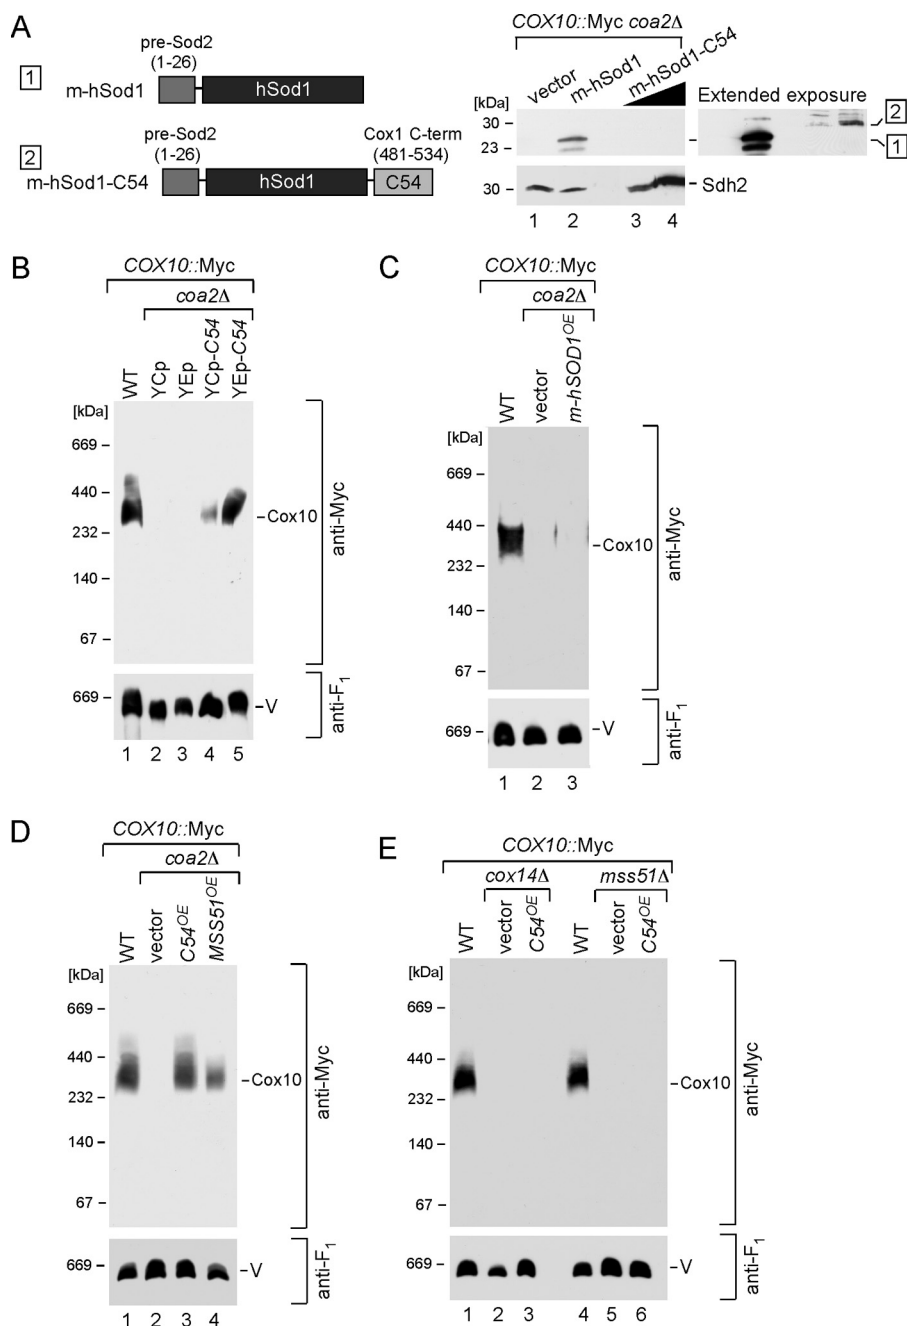 A
pre-Sod2
(1-26)
1
m-hSod1
hSod1
pre-Sod2
(1-26)
Cox1 C-term
(481-534)
2
m-hSod1-C54
hSod1
C54
COX10::Myc coa2Δ
vector
m-hSod1
m-hSod1-C54
[kDa]
Extended exposure
30
23
2
1
30
Sdh2
1 2 3 4
B
COX10::Myc
coa2Δ
WT
YCp
YEp
YCp-C54
YEp-C54
[kDa]
669
440
232
140
67
Cox10
anti-Myc
669
V
anti-F1
1 2 3 4 5
C
COX10::Myc
coa2Δ
WT
vector
m-hSOD1OE
[kDa]
669
440
232
140
67
Cox10
anti-Myc
669
V
anti-F1
1 2 3
D
COX10::Myc
coa2Δ
WT
vector
C54OE
MSS51OE
[kDa]
669
440
232
140
67
Cox10
anti-Myc
669
V
anti-F1
1 2 3 4
E
COX10::Myc
cox14Δ
mss51Δ
WT
vector
C54OE
WT
vector
C54OE
[kDa]
669
440
232
140
67
Cox10
anti-Myc
669
V
anti-F1
1 2 3 4 5 6